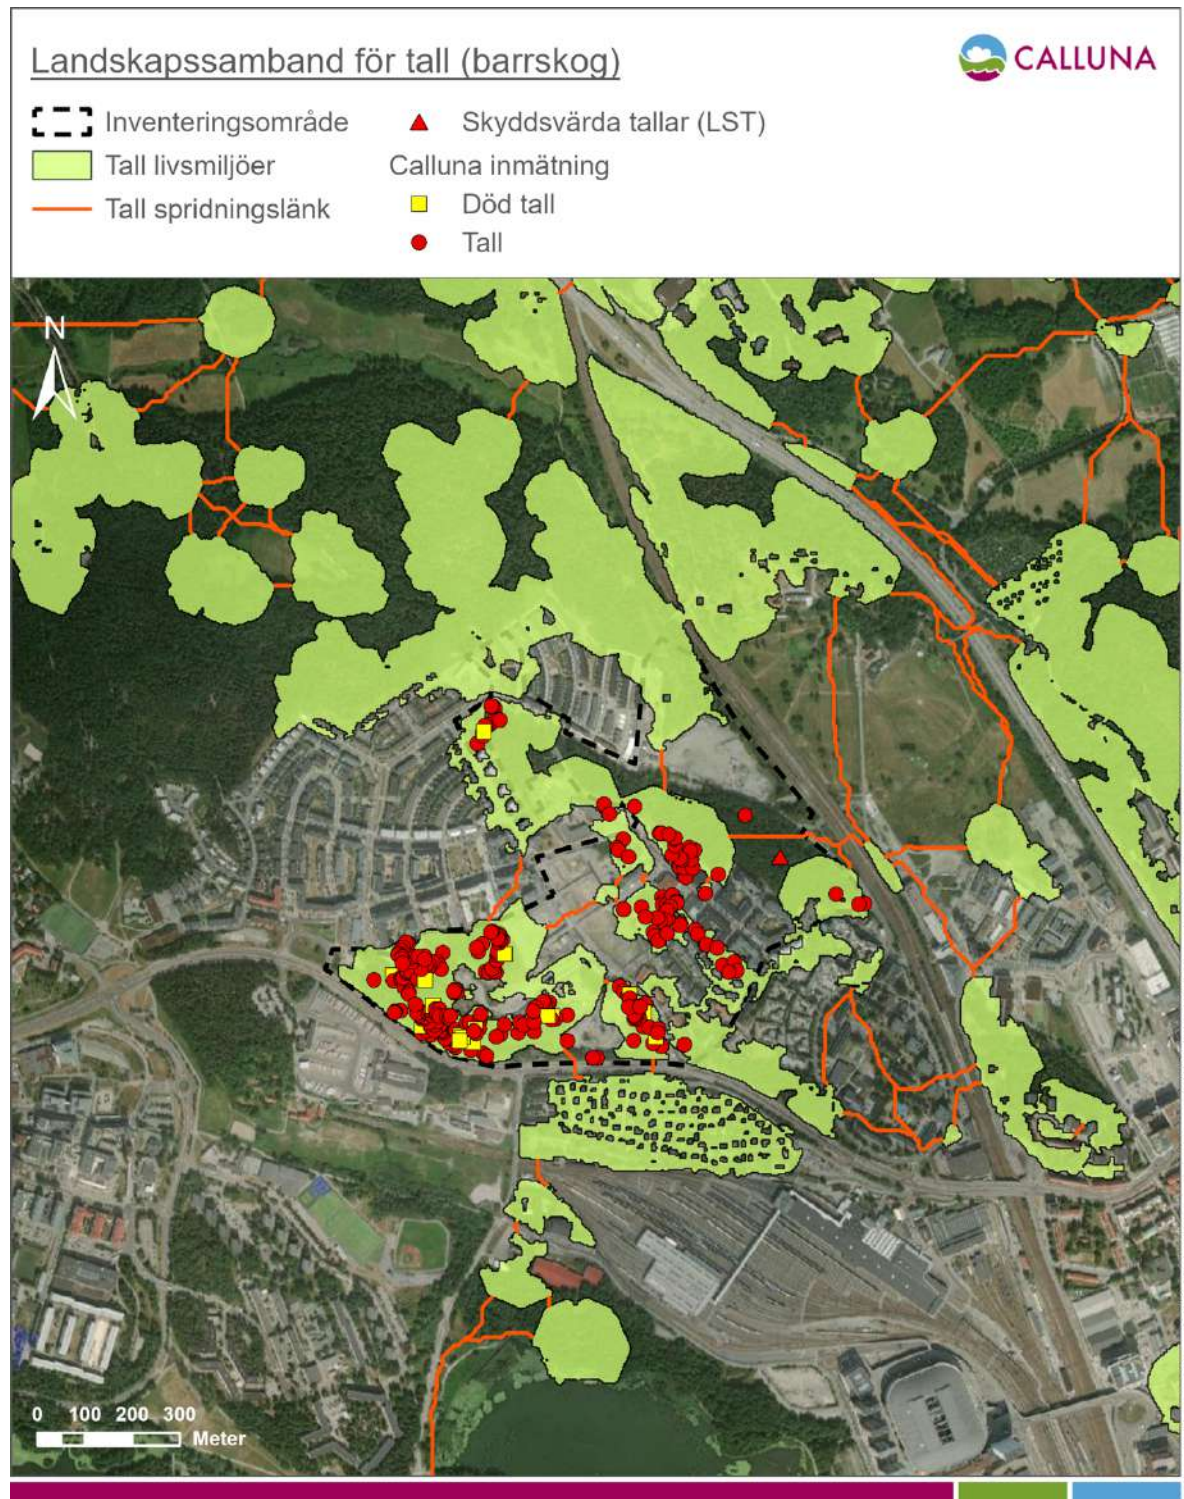 Landskapssamband för tall (barrskog)
CALLUNA
Inventeringsområde
Tall livsmiljöer
Tall spridningslänk
Skyddsvärda tallar (LST)
Calluna inmätning
Död tall
Tall
N
0 100 200 300
Meter